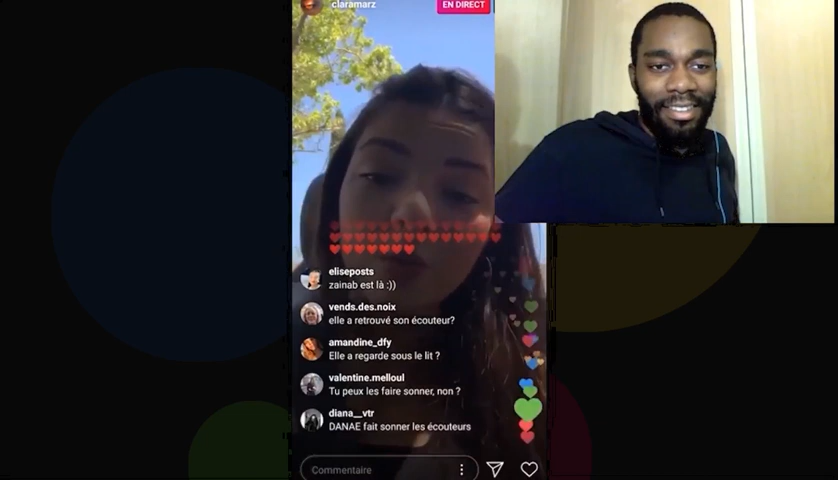 claramarz
EN DIRECT
eliseposts
zainab est là :))
vends.des.noix
elle a retrouvé son écouteur?
amandine_dfy
Elle a regarde sous le lit ?
valentine.melloul
Tu peux les faire sonner, non ?
diana__vtr
DANAE fait sonner les écouteurs
Commentaire